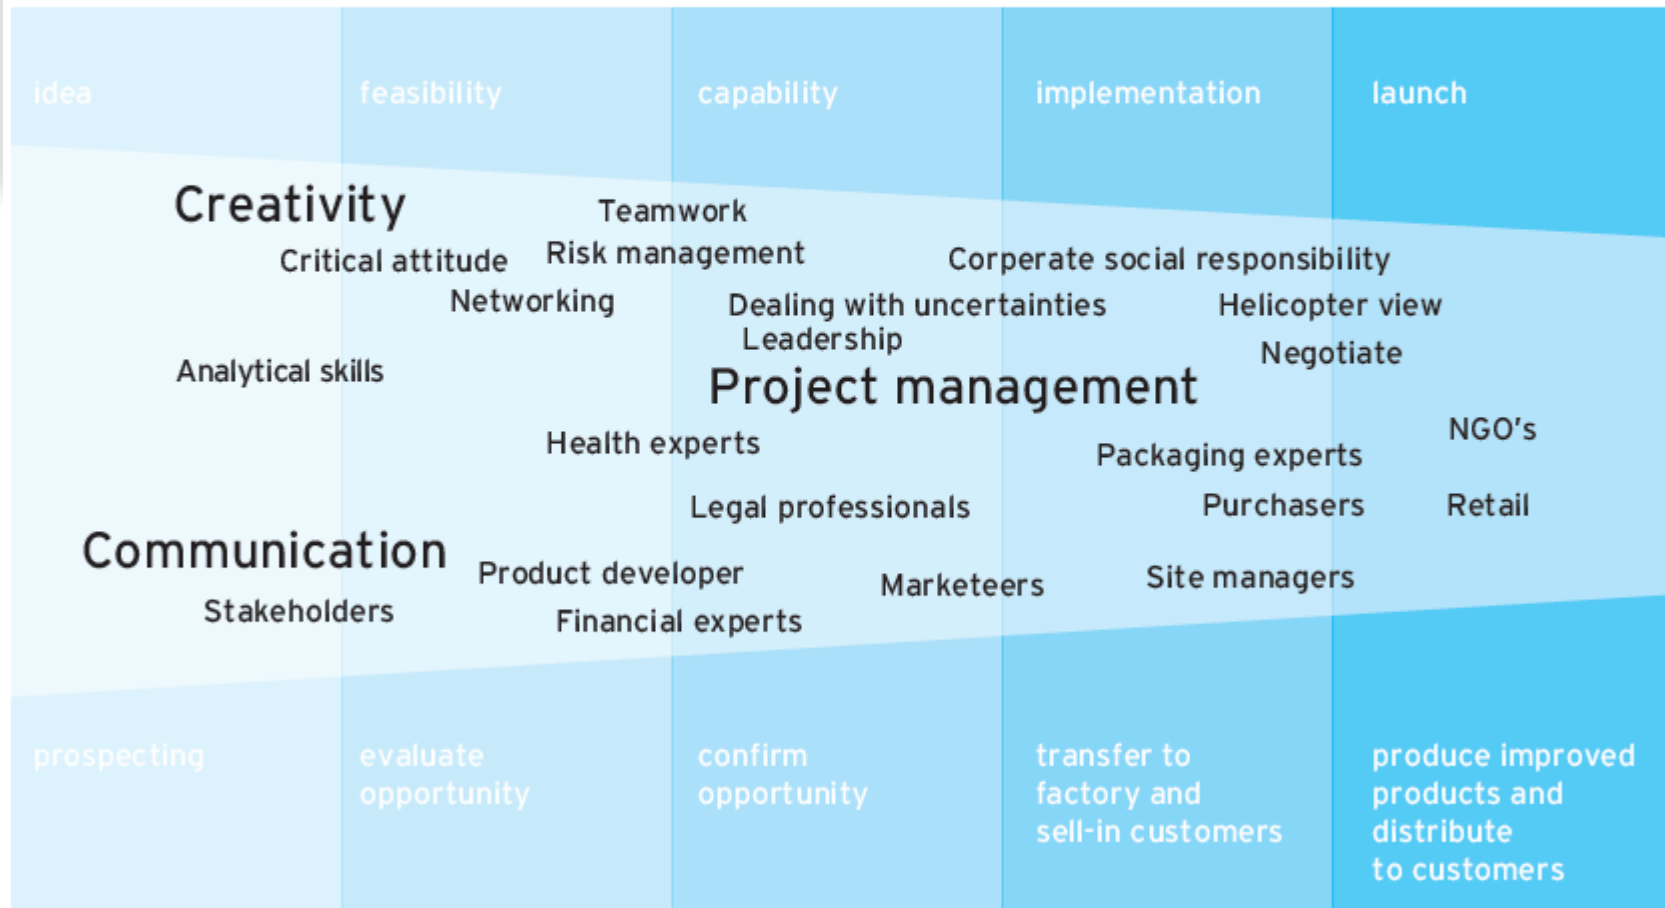 idea
feasibility
capability
implementation
launch
Creativity
Teamwork
Critical attitude
Risk management
Corperate social responsibility
Networking
Dealing with uncertainties
Helicopter view
Leadership
Negotiate
Analytical skills
Project management
Health experts
NGO's
Packaging experts
Legal professionals
Purchasers
Retail
Communication
Product developer
Marketeers
Site managers
Stakeholders
Financial experts
prospecting
evaluate
opportunity
confirm
opportunity
transfer to
factory and
sell-in customers
produce improved
products and
distribute
to customers